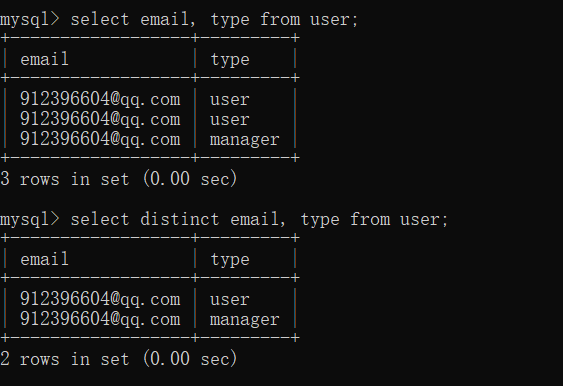 mysql> select email, type from user;
+------------------+---------+
| email            | type    |
+------------------+---------+
| 912396604@qq.com | user    |
| 912396604@qq.com | user    |
| 912396604@qq.com | manager |
+------------------+---------+
3 rows in set (0.00 sec)
mysql> select distinct email, type from user;
+------------------+---------+
| email            | type    |
+------------------+---------+
| 912396604@qq.com | user    |
| 912396604@qq.com | manager |
+------------------+---------+
2 rows in set (0.00 sec)